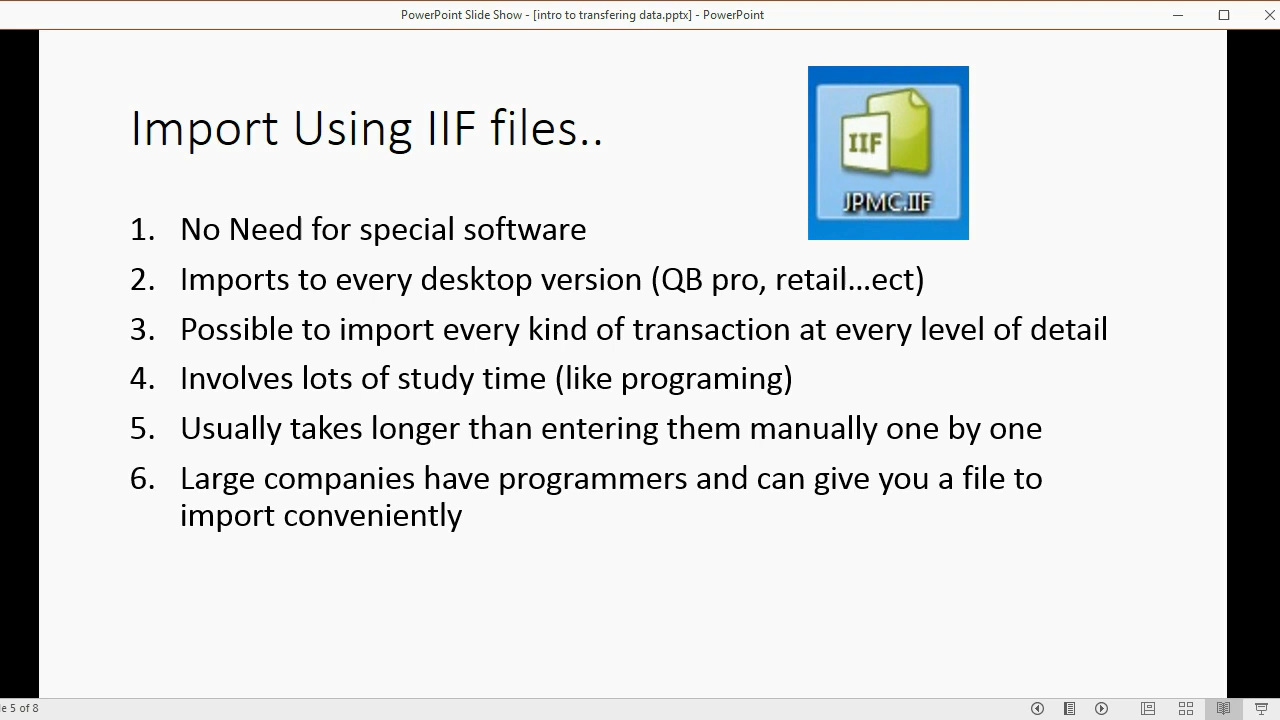 PowerPoint Slide Show - [intro to transfering data.pptx] - PowerPoint
Import Using IIF files..
IIF
JPMC.IIF
1. No Need for special software
2. Imports to every desktop version (QB pro, retail...ect)
3. Possible to import every kind of transaction at every level of detail
4. Involves lots of study time (like programing)
5. Usually takes longer than entering them manually one by one
6. Large companies have programmers and can give you a file to
import conveniently
le 5 of 8